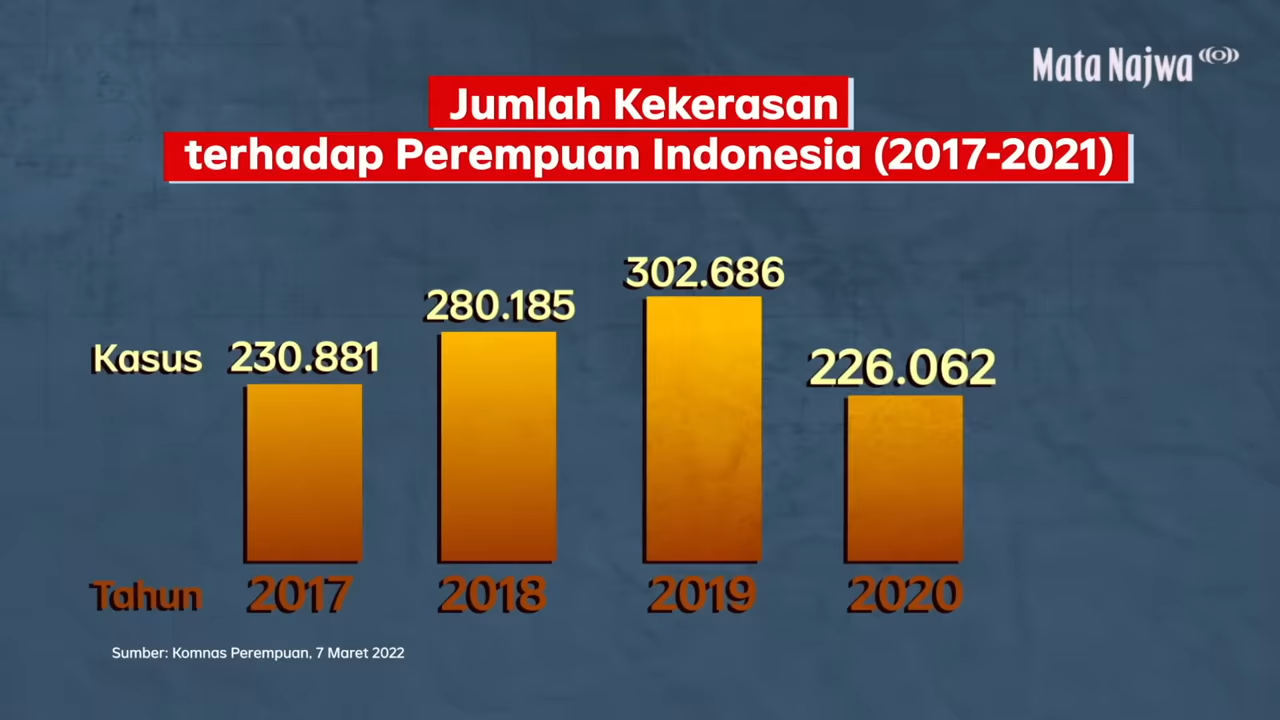 Mata Najwa
Jumlah Kekerasan
terhadap Perempuan Indonesia (2017-2021)
Kasus 230.881 280.185 302.686 226.062
Tahun 2017 2018 2019 2020
Sumber: Komnas Perempuan, 7 Maret 2022